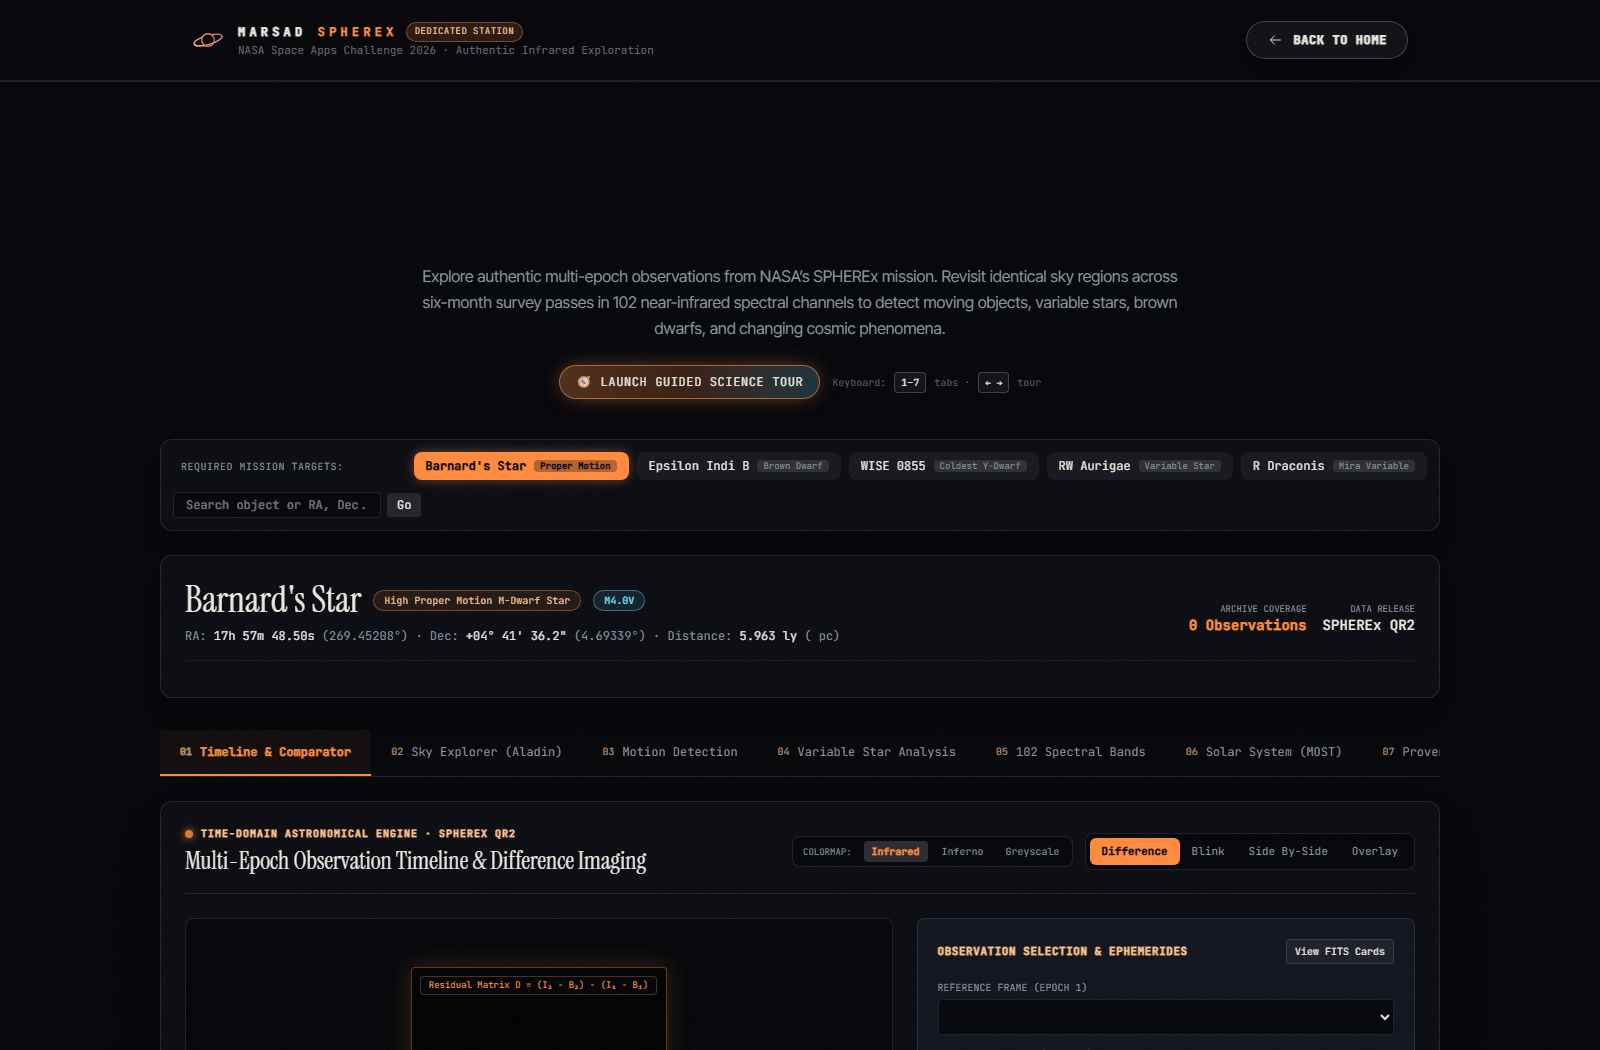 MARSAD SPHEREX DEDICATED STATION
NASA Space Apps Challenge 2026 · Authentic Infrared Exploration
← BACK TO HOME
Explore authentic multi-epoch observations from NASA's SPHEREx mission. Revisit identical sky regions across
six-month survey passes in 102 near-infrared spectral channels to detect moving objects, variable stars, brown
dwarfs, and changing cosmic phenomena.
LAUNCH GUIDED SCIENCE TOUR Keyboard: 1-7 tabs · ← → tour
REQUIRED MISSION TARGETS: Barnard's Star Proper Motion Epsilon Indi B Brown Dwarf WISE 0855 Coldest Y-Dwarf RW Aurigae Variable Star R Draconis Mira Variable
Search object or RA, Dec. Go
Barnard's Star High Proper Motion M-Dwarf Star M4.0V
RA: 17h 57m 48.50s (269.45208°) · Dec: +04° 41' 36.2" (4.69339°) · Distance: 5.963 ly ( pc)
ARCHIVE COVERAGE
0 Observations
DATA RELEASE
SPHEREx QR2
01 Timeline & Comparator 02 Sky Explorer (Aladin) 03 Motion Detection 04 Variable Star Analysis 05 102 Spectral Bands 06 Solar System (MOST) 07 Prove
TIME-DOMAIN ASTRONOMICAL ENGINE · SPHEREX QR2
Multi-Epoch Observation Timeline & Difference Imaging
COLORMAP: Infrared Inferno Greyscale
Difference Blink Side By-Side Overlay
Residual Matrix D = (I₂ - B₂) - (I₁ - B₁)
OBSERVATION SELECTION & EPHEMERIDES View FITS Cards
REFERENCE FRAME (EPOCH 1)